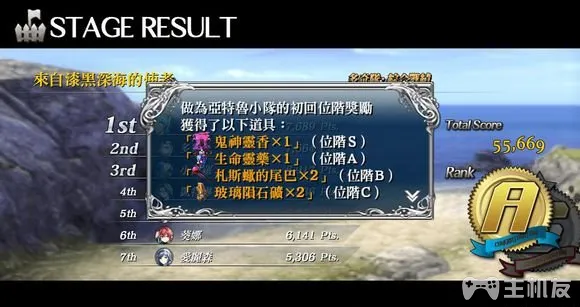 STAGE RESULT
來自漆黑深海的使者
做為亞特魯小隊的初回位階獎勵
獲得了以下道具：
「鬼神靈香×1」（位階S）
「生命靈藥×1」（位階A）
「札斯蠍的尾巴×2」（位階B）
「玻璃隕石礦×2」（位階C）
1st
2nd
3rd
4th
5th
6th 葵娜 6,141 Pts.
7th 愛麗森 5,306 Pts.
Total Score
55,669
Rank
A
主机友